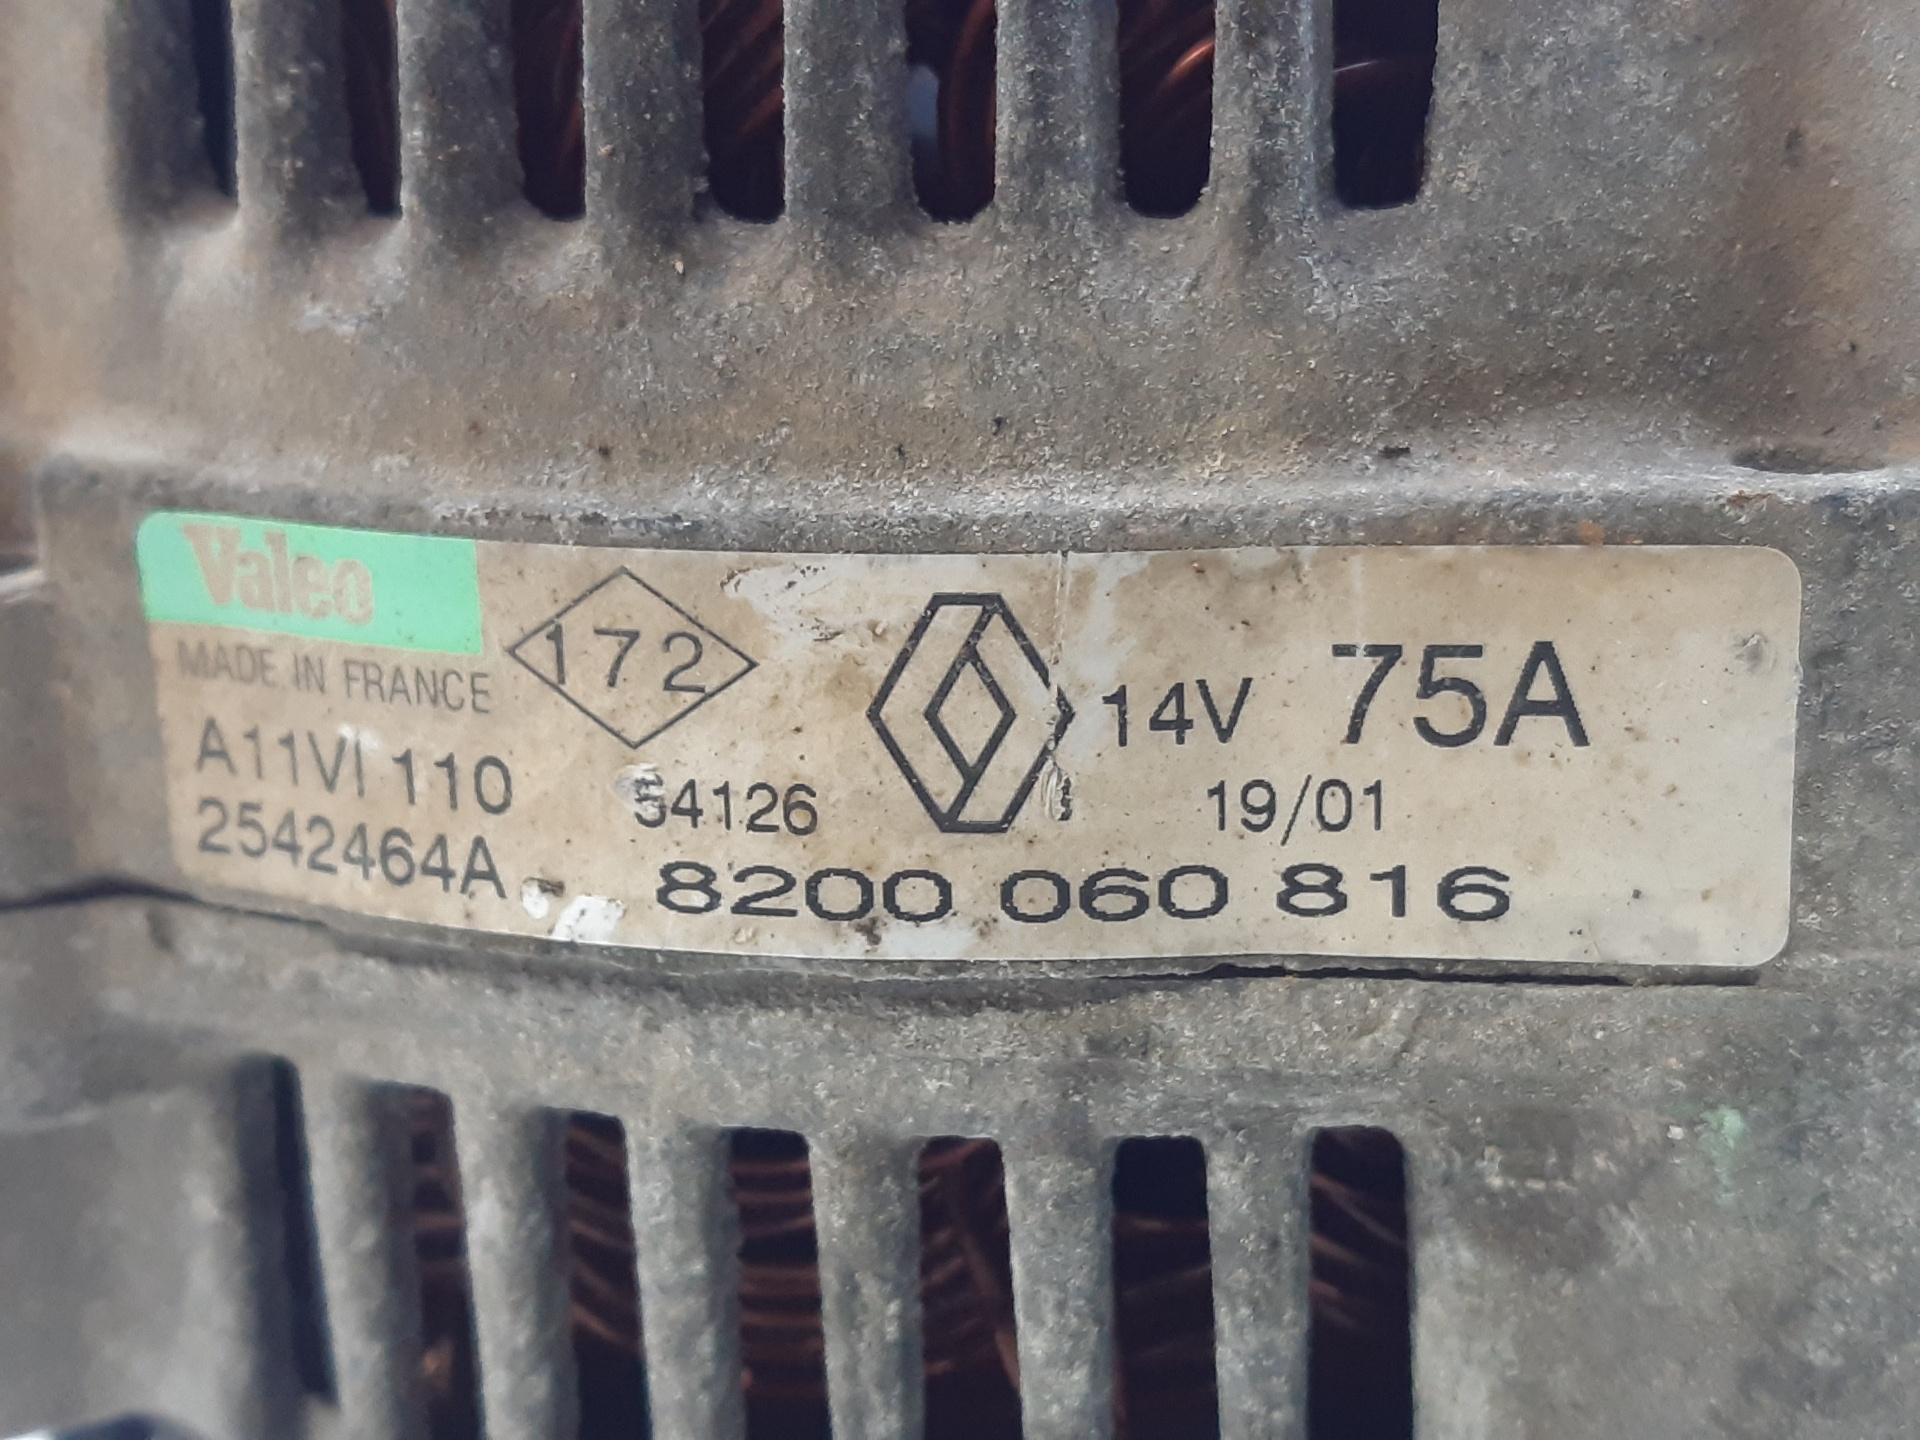 Valeo
MADE IN FRANCE
172
14V 75A
A11VI 110
54126
19/01
2542464A
8200 060 816